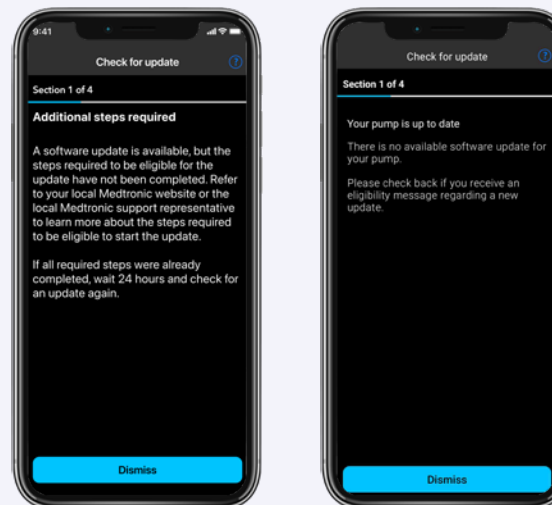 9:41
Check for update
?
Section 1 of 4
Additional steps required
A software update is available, but the
steps required to be eligible for the
update have not been completed. Refer
to your local Medtronic website or the
local Medtronic support representative
to learn more about the steps required
to be eligible to start the update.
If all required steps were already
completed, wait 24 hours and check for
an update again.
Dismiss
Check for update
?
Section 1 of 4
Your pump is up to date
There is no available software update for
your pump.
Please check back if you receive an
eligibility message regarding a new
update.
Dismiss